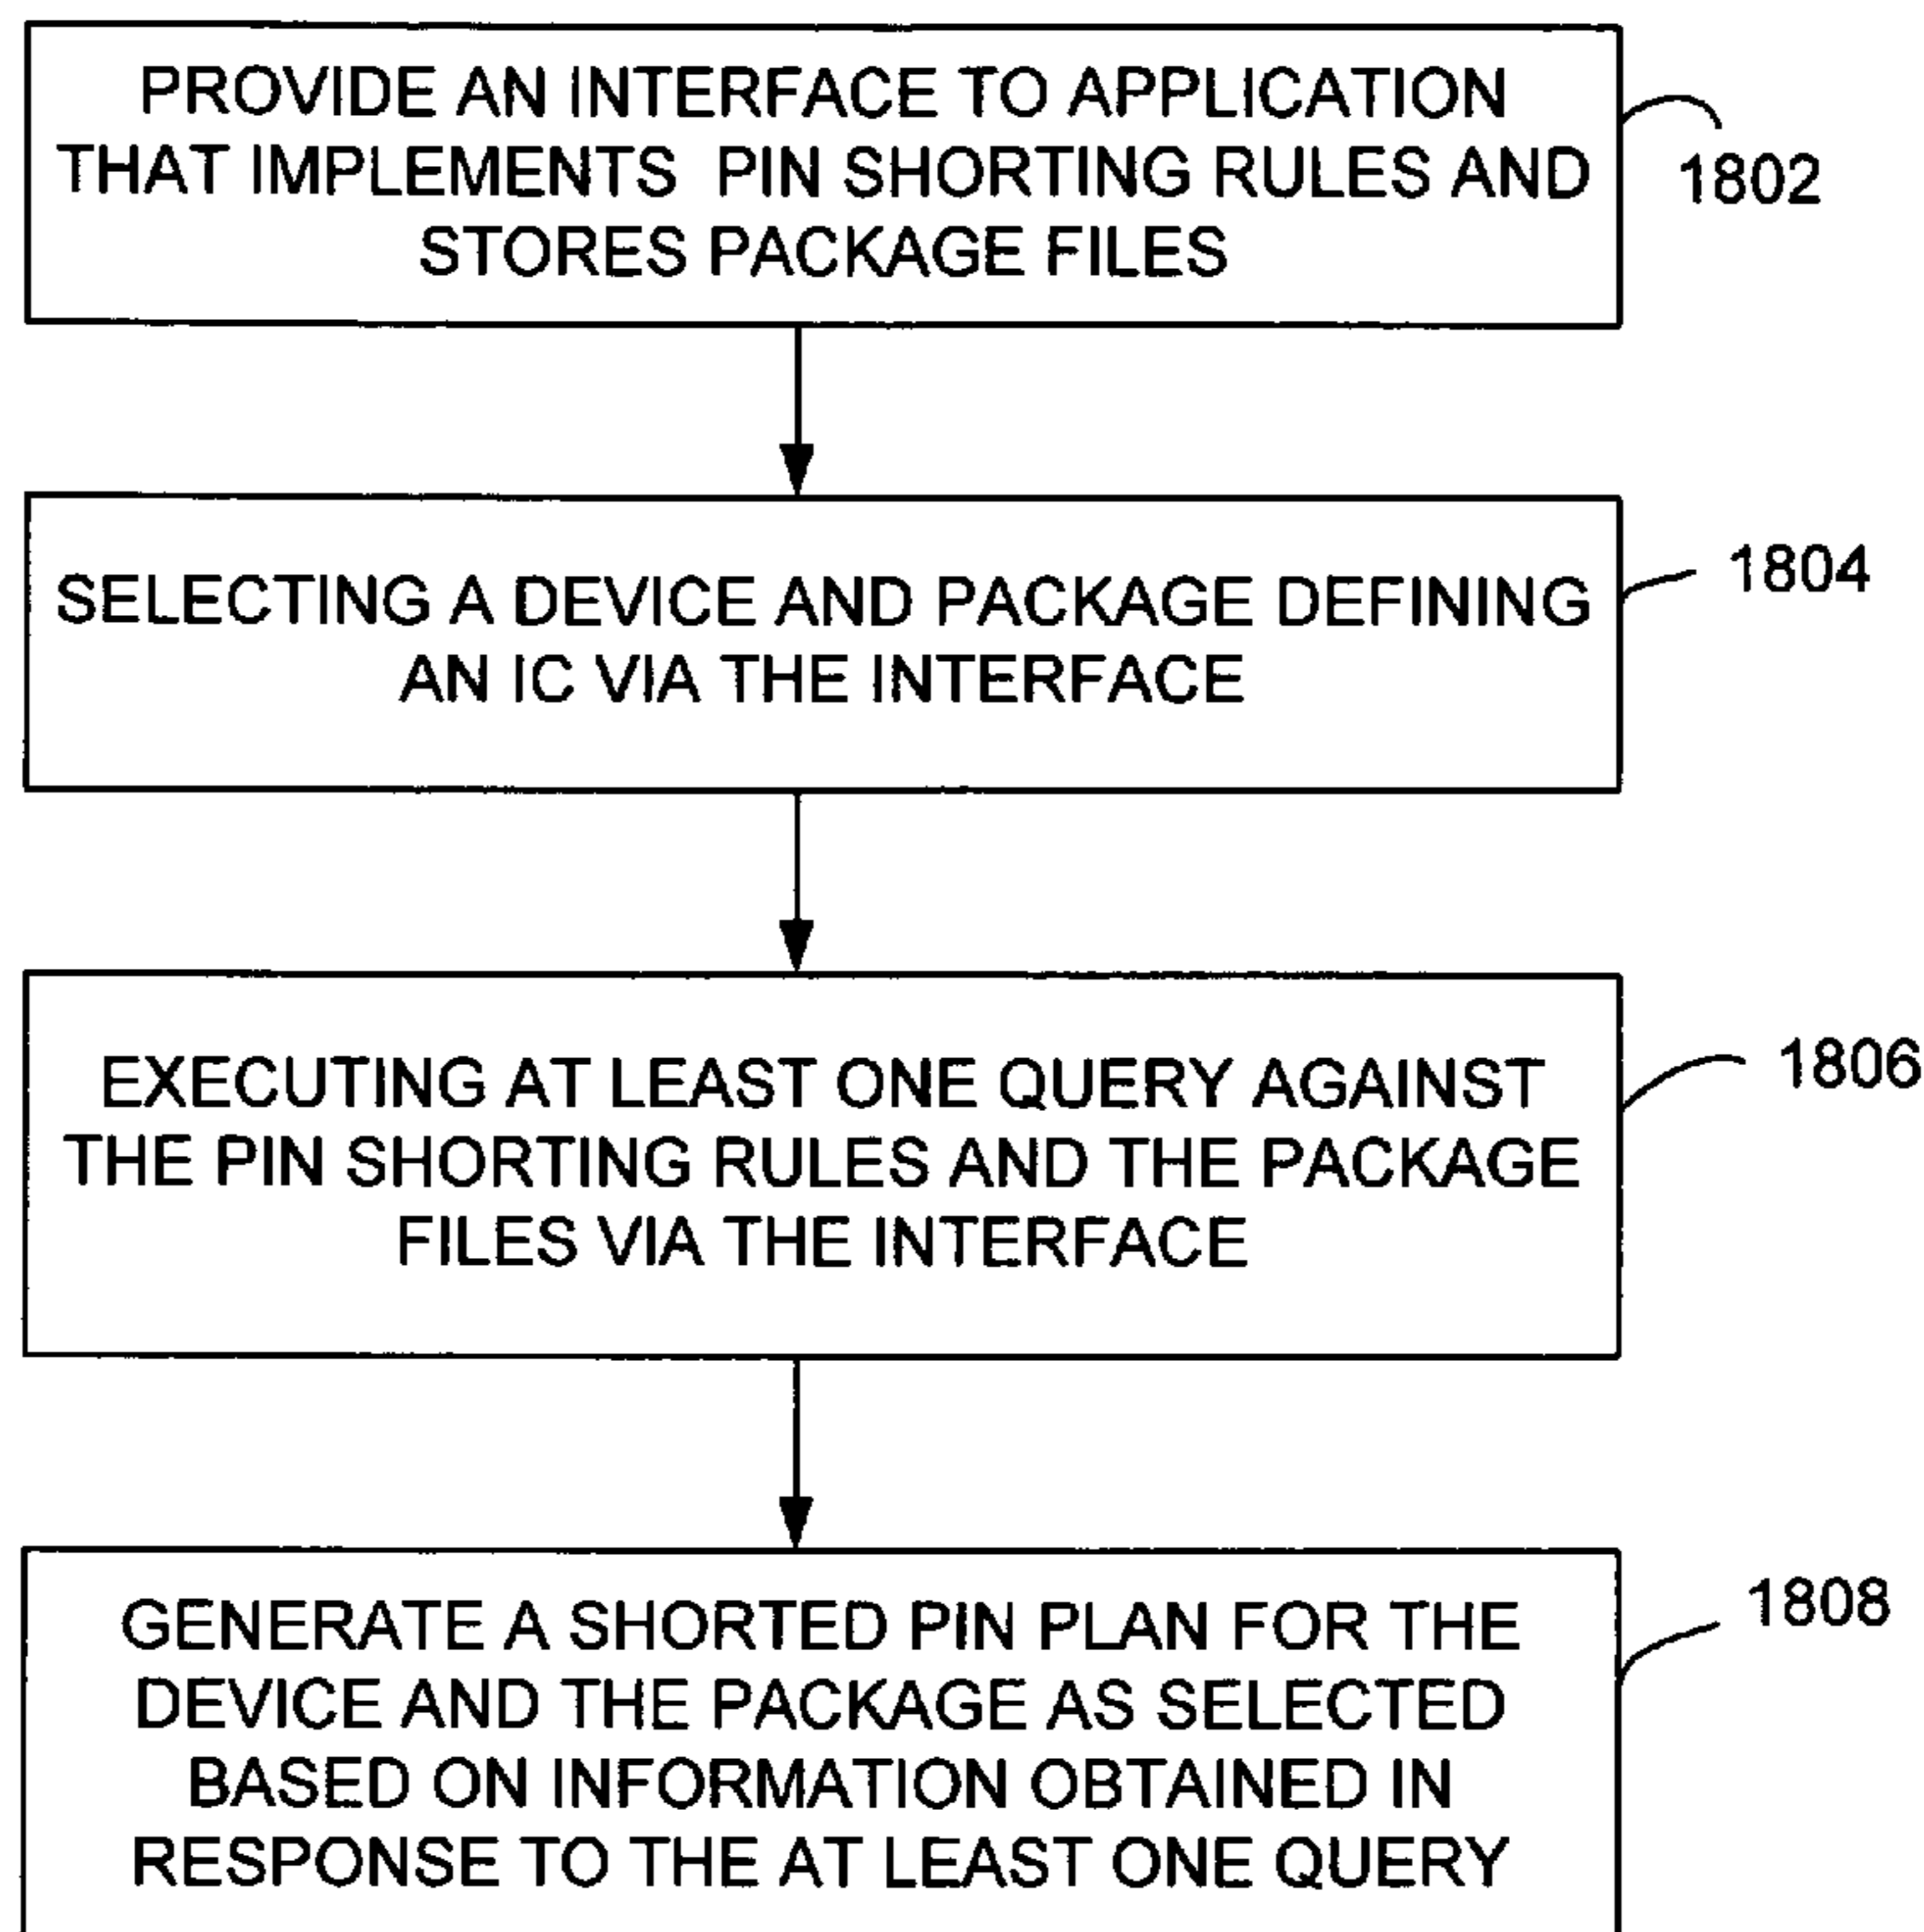 PROVIDE AN INTERFACE TO APPLICATION
THAT IMPLEMENTS PIN SHORTING RULES AND
STORES PACKAGE FILES
1802
SELECTING A DEVICE AND PACKAGE DEFINING
AN IC VIA THE INTERFACE
1804
EXECUTING AT LEAST ONE QUERY AGAINST
THE PIN SHORTING RULES AND THE PACKAGE
FILES VIA THE INTERFACE
1806
GENERATE A SHORTED PIN PLAN FOR THE
DEVICE AND THE PACKAGE AS SELECTED
BASED ON INFORMATION OBTAINED IN
RESPONSE TO THE AT LEAST ONE QUERY
1808